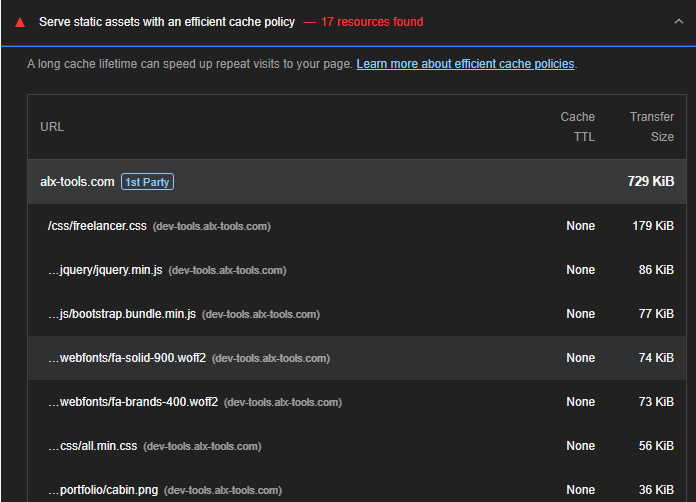 Serve static assets with an efficient cache policy — 17 resources found
A long cache lifetime can speed up repeat visits to your page. Learn more about efficient cache policies.
URL Cache TTL Transfer Size
alx-tools.com 1st Party 729 KiB
/css/freelancer.css (dev-tools.alx-tools.com) None 179 KiB
…jquery/jquery.min.js (dev-tools.alx-tools.com) None 86 KiB
…js/bootstrap.bundle.min.js (dev-tools.alx-tools.com) None 77 KiB
…webfonts/fa-solid-900.woff2 (dev-tools.alx-tools.com) None 74 KiB
…webfonts/fa-brands-400.woff2 (dev-tools.alx-tools.com) None 73 KiB
…css/all.min.css (dev-tools.alx-tools.com) None 56 KiB
…portfolio/cabin.png (dev-tools.alx-tools.com) None 36 KiB